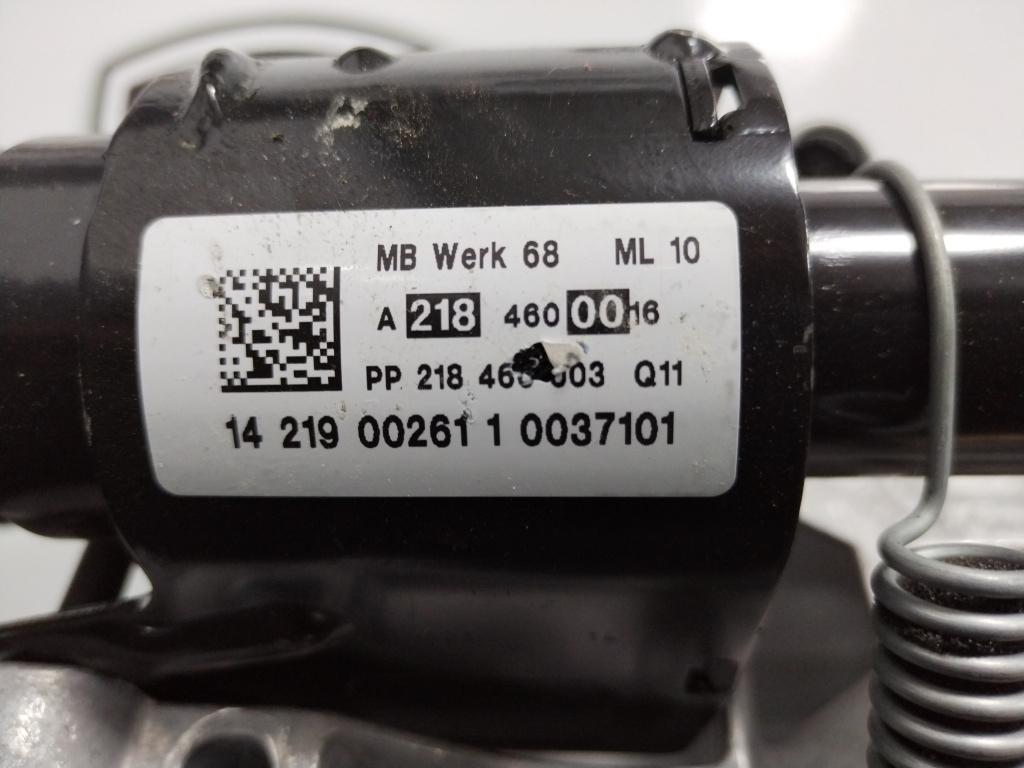 MB Werk 68 ML 10
A 218 460 00 16
PP 218 003 Q11
14 219 00261 1 0037101